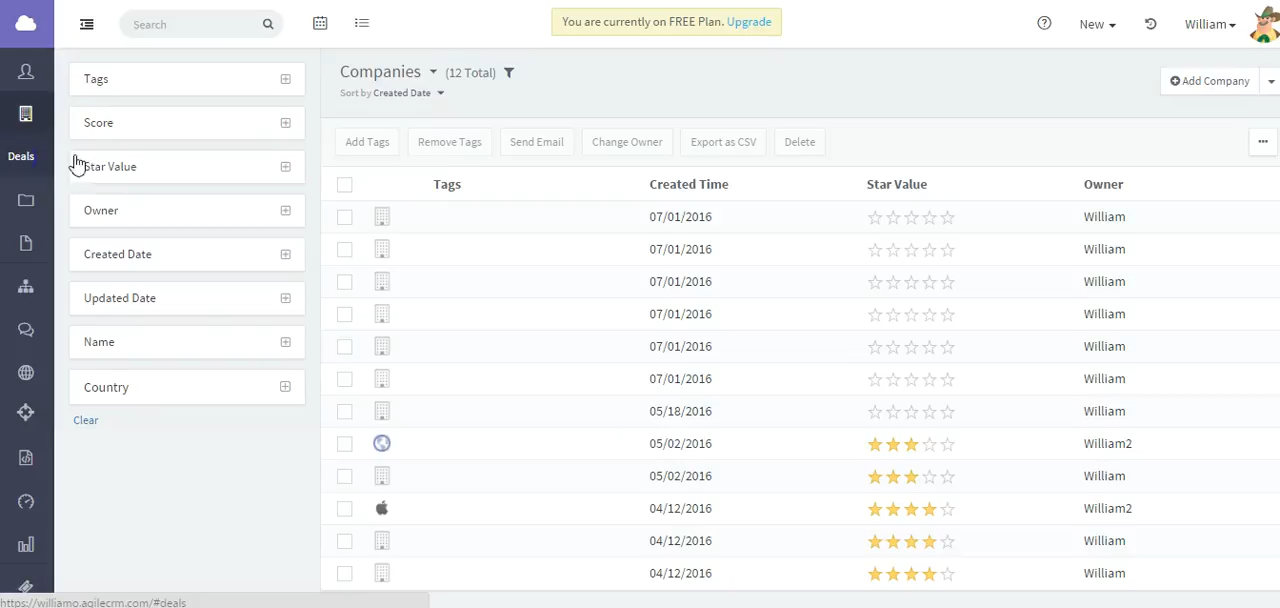 Search
You are currently on FREE Plan. Upgrade
New
William
Tags
Score
Star Value
Owner
Created Date
Updated Date
Name
Country
Clear
Deals
Companies (12 Total)
Sort by Created Date
Add Company
Add Tags Remove Tags Send Email Change Owner Export as CSV Delete
Tags Created Time Star Value Owner
07/01/2016 William
07/01/2016 William
07/01/2016 William
07/01/2016 William
07/01/2016 William
07/01/2016 William
05/18/2016 William
05/02/2016 William2
05/02/2016 William
04/12/2016 William2
04/12/2016 William
04/12/2016 William
https://williamo.agilecrm.com/#deals